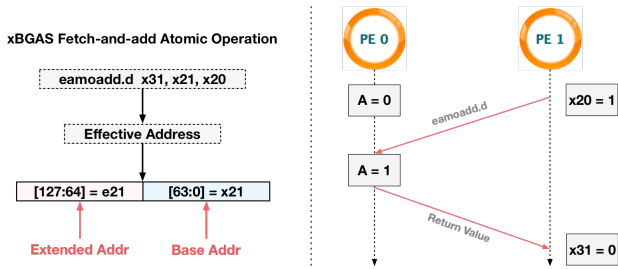 xBGAS Fetch-and-add Atomic Operation
eamoadd.d x31, x21, x20
Effective Address
[127:64] = e21
[63:0] = x21
Extended Addr
Base Addr
PE 0
PE 1
A = 0
x20 = 1
eamoadd.d
A = 1
Return Value
x31 = 0